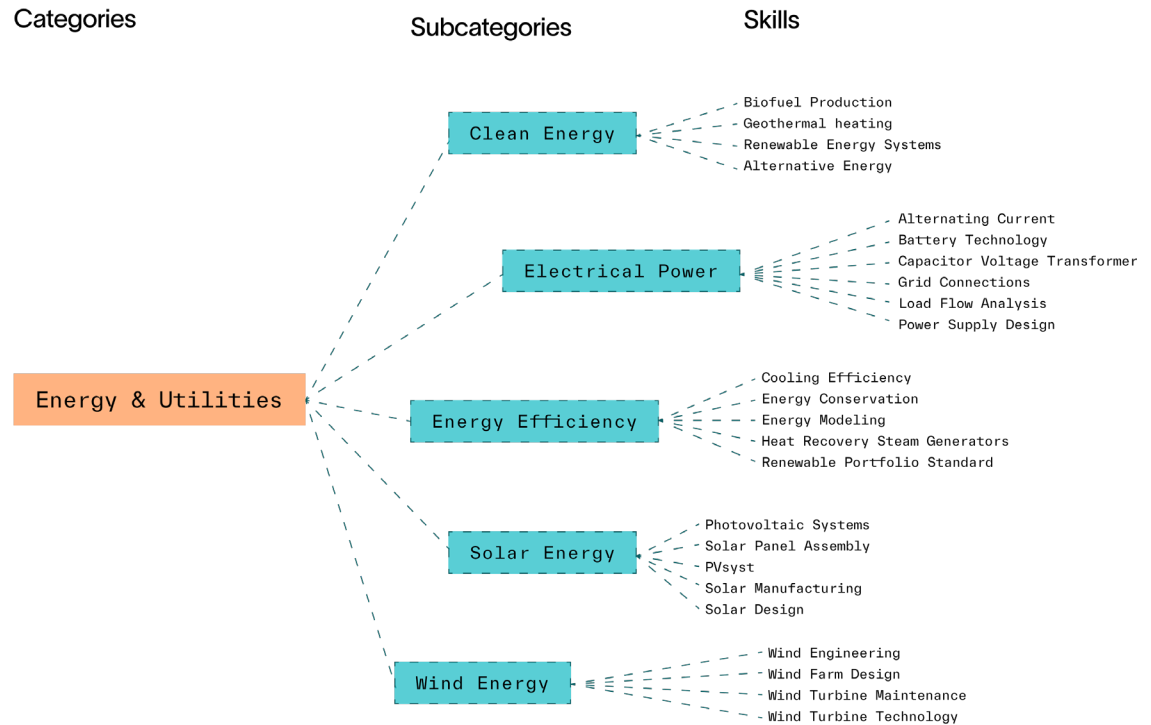 Categories
Subcategories
Skills
Clean Energy
Biofuel Production
Geothermal heating
Renewable Energy Systems
Alternative Energy
Electrical Power
Alternating Current
Battery Technology
Capacitor Voltage Transformer
Grid Connections
Load Flow Analysis
Power Supply Design
Energy & Utilities
Energy Efficiency
Cooling Efficiency
Energy Conservation
Energy Modeling
Heat Recovery Steam Generators
Renewable Portfolio Standard
Solar Energy
Photovoltaic Systems
Solar Panel Assembly
PVsyst
Solar Manufacturing
Solar Design
Wind Energy
Wind Engineering
Wind Farm Design
Wind Turbine Maintenance
Wind Turbine Technology